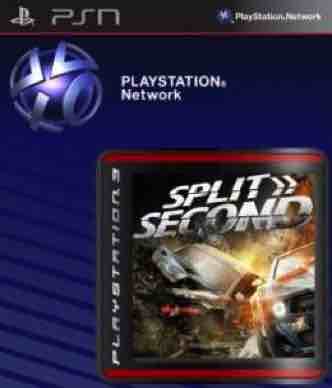 PSN
PlayStation.Network
PLAYSTATION®
Network
PLAYSTATION 3
SPLIT
SECOND